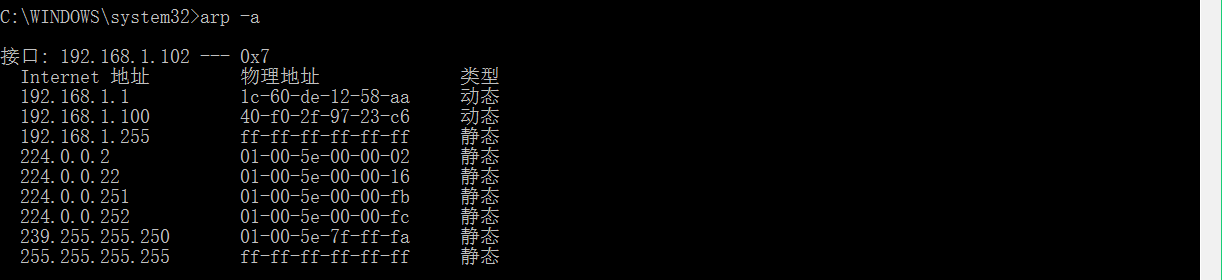 C:\WINDOWS\system32>arp -a
接口: 192.168.1.102 --- 0x7
Internet 地址 物理地址 类型
192.168.1.1 1c-60-de-12-58-aa 动态
192.168.1.100 40-f0-2f-97-23-c6 动态
192.168.1.255 ff-ff-ff-ff-ff-ff 静态
224.0.0.2 01-00-5e-00-00-02 静态
224.0.0.22 01-00-5e-00-00-16 静态
224.0.0.251 01-00-5e-00-00-fb 静态
224.0.0.252 01-00-5e-00-00-fc 静态
239.255.255.250 01-00-5e-7f-ff-fa 静态
255.255.255.255 ff-ff-ff-ff-ff-ff 静态